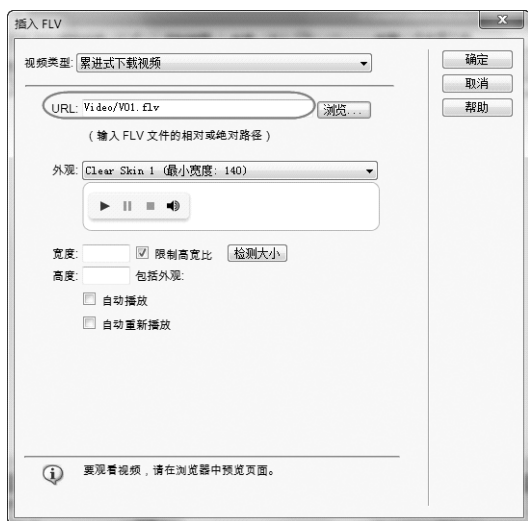 插入 FLV
视频类型: 累进式下载视频
确定
取消
帮助
URL: Video/V01.flv 浏览...
(输入 FLV 文件的相对或绝对路径)
外观: Clear Skin 1 (最小宽度: 140)
宽度: 限制高宽比 检测大小
高度: 包括外观:
自动播放
自动重新播放
要观看视频，请在浏览器中预览页面。